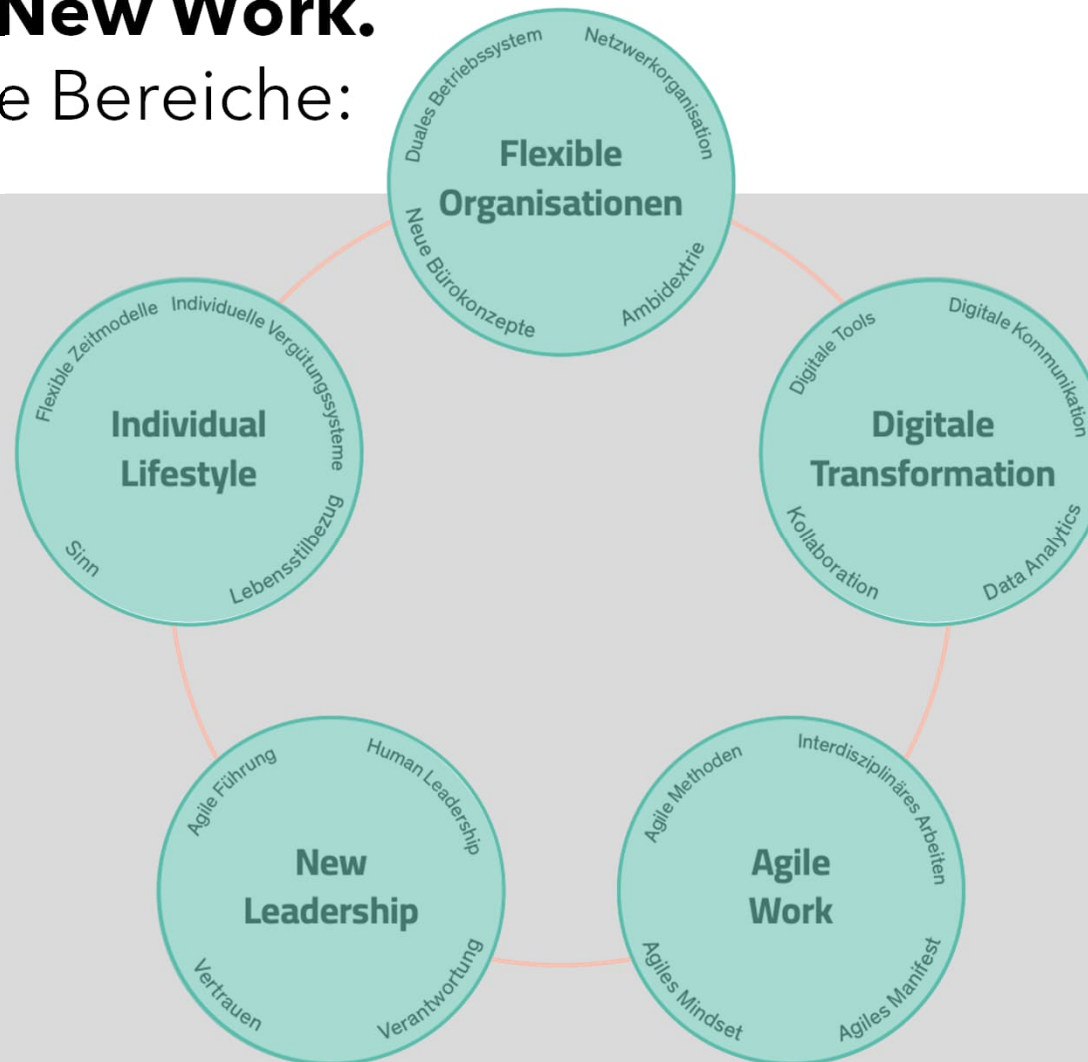 New Work.
e Bereiche:
Duales Betriebssystem
Netzwerkorganisation
Flexible
Organisationen
Neue Bürokonzepte
Ambidextrie
Flexible Zeitmodelle
Individuelle Vergütungssysteme
Individual
Lifestyle
Sinn
Lebensstilbezug
Digitale Tools
Digitale Kommunikation
Digitale
Transformation
Kollaboration
Data Analytics
Agile Führung
Human Leadership
New
Leadership
Vertrauen
Verantwortung
Agile Methoden
Interdisziplinäres Arbeiten
Agile
Work
Agiles Mindset
Agiles Manifest